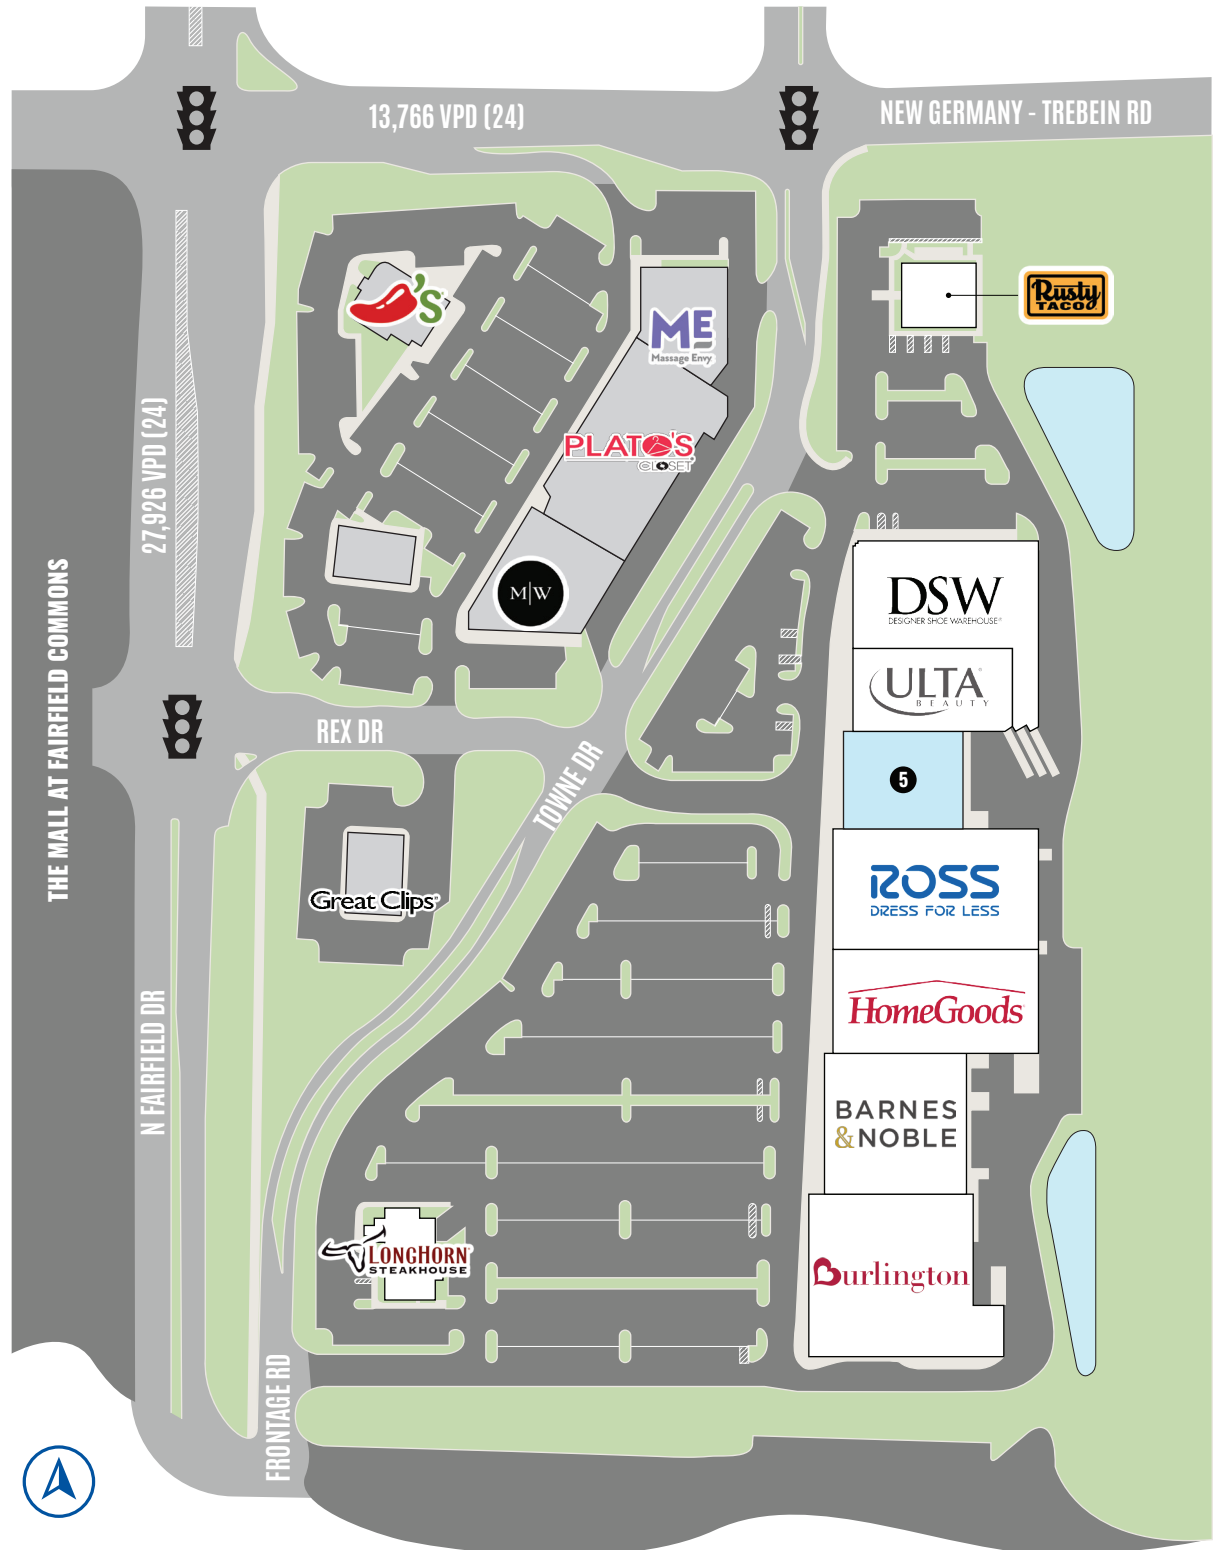 13,766 VPD (24)
NEW GERMANY - TREBEIN RD
'S
Rusty
TACO
ME
Massage Envy
27,926 VPD (24)
PLATO'S
CLOSET
M|W
THE MALL AT FAIRFIELD COMMONS
DSW
DESIGNER SHOE WAREHOUSE®
ULTA
BEAUTY
REX DR
TOWNE DR
5
Great Clips®
ROSS
DRESS FOR LESS
HomeGoods
N FAIRFIELD DR
BARNES
&NOBLE
LONGHORN
STEAKHOUSE
Burlington
FRONTAGE RD